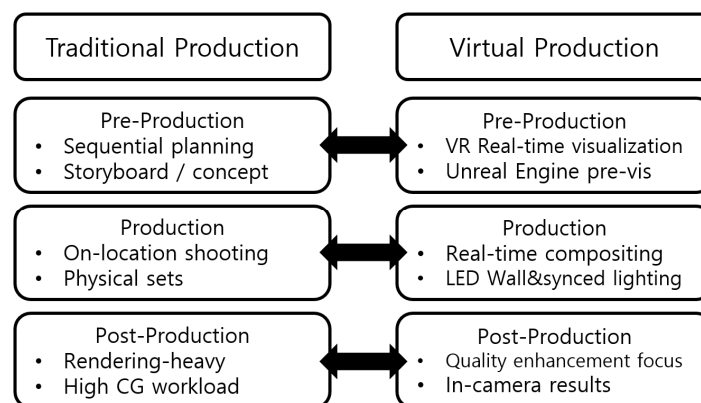 Traditional Production
Virtual Production
Pre-Production
• Sequential planning
• Storyboard / concept
Pre-Production
• VR Real-time visualization
• Unreal Engine pre-vis
Production
• On-location shooting
• Physical sets
Production
• Real-time compositing
• LED Wall&synced lighting
Post-Production
• Rendering-heavy
• High CG workload
Post-Production
• Quality enhancement focus
• In-camera results